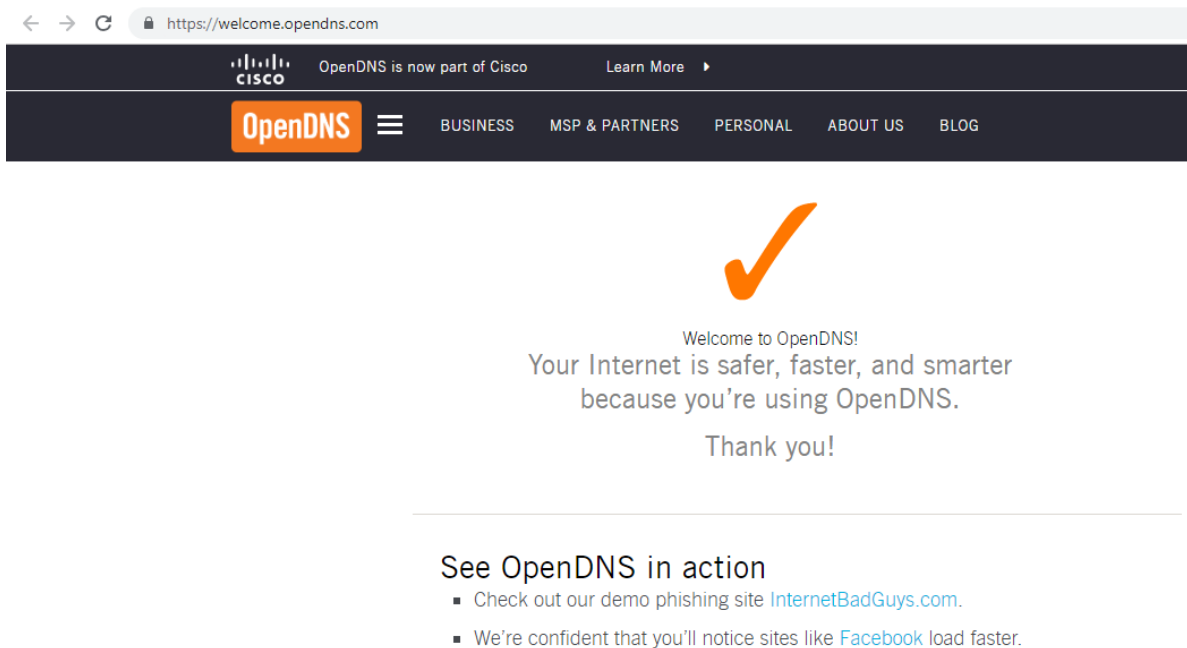 https://welcome.opendns.com
cisco OpenDNS is now part of Cisco Learn More
OpenDNS BUSINESS MSP & PARTNERS PERSONAL ABOUT US BLOG
Welcome to OpenDNS!
Your Internet is safer, faster, and smarter
because you’re using OpenDNS.
Thank you!
See OpenDNS in action
▪ Check out our demo phishing site InternetBadGuys.com.
▪ We’re confident that you’ll notice sites like Facebook load faster.